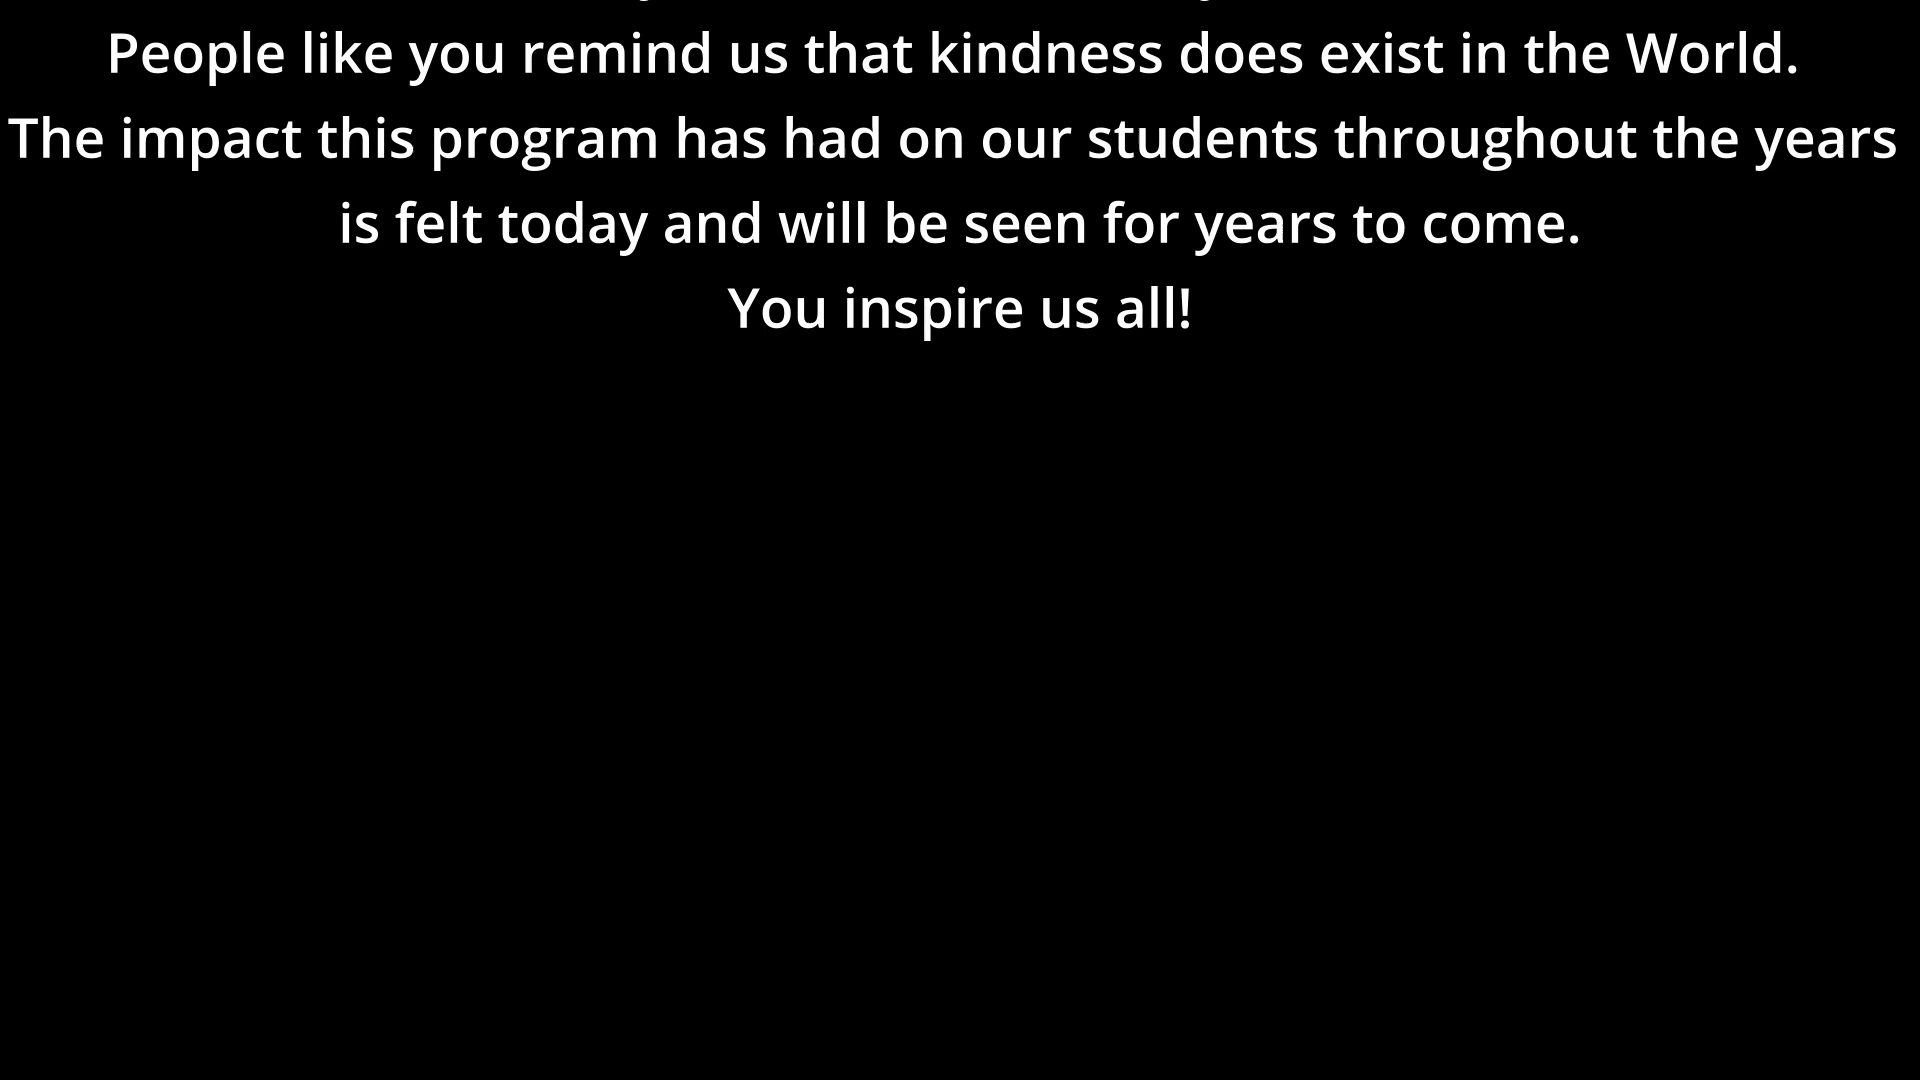 People like you remind us that kindness does exist in the World.
The impact this program has had on our students throughout the years
is felt today and will be seen for years to come.
You inspire us all!